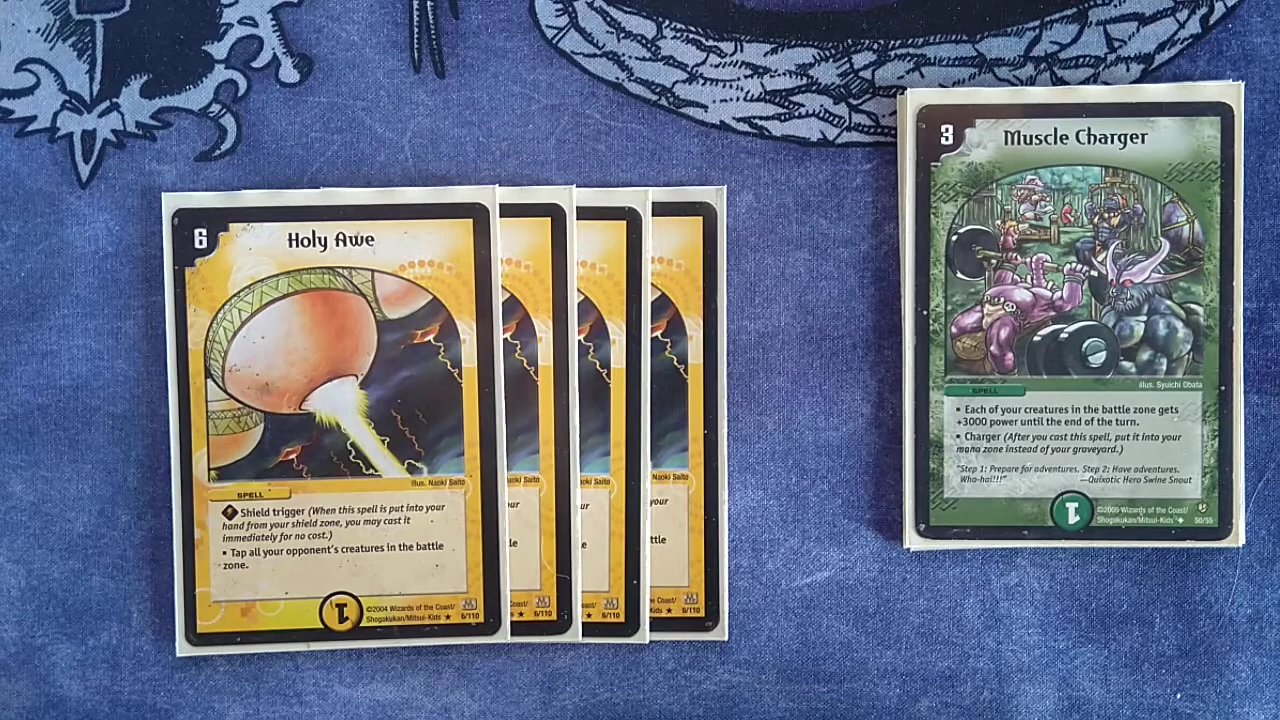 6
Holy Awe
Illus. Naoki Saito
SPELL
Shield trigger (When this spell is put into your
hand from your shield zone, you may cast it
immediately for no cost.)
▪ Tap all your opponent's creatures in the battle
zone.
1
©2004 Wizards of the Coast/
Shogakukan/Mitsui-Kids ★ 6/110
Naoki Saito
Naoki Saito
your
tle
ttle
6/110
6/110
6/110
3
Muscle Charger
Illus. Syuichi Obata
SPELL
▪ Each of your creatures in the battle zone gets
+3000 power until the end of the turn.
▪ Charger (After you cast this spell, put it into your
mana zone instead of your graveyard.)
"Step 1: Prepare for adventures. Step 2: Have adventures.
Wha-hai!!!" —Quixotic Hero Swine Snout
1
©2005 Wizards of the Coast/
Shogakukan/Mitsui-Kids ◆ 50/55